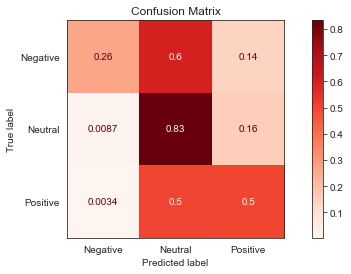 Confusion Matrix
Negative 0.26 0.6 0.14
Neutral 0.0087 0.83 0.16
Positive 0.0034 0.5 0.5
Negative Neutral Positive
Predicted label
True label
0.8
0.7
0.6
0.5
0.4
0.3
0.2
0.1